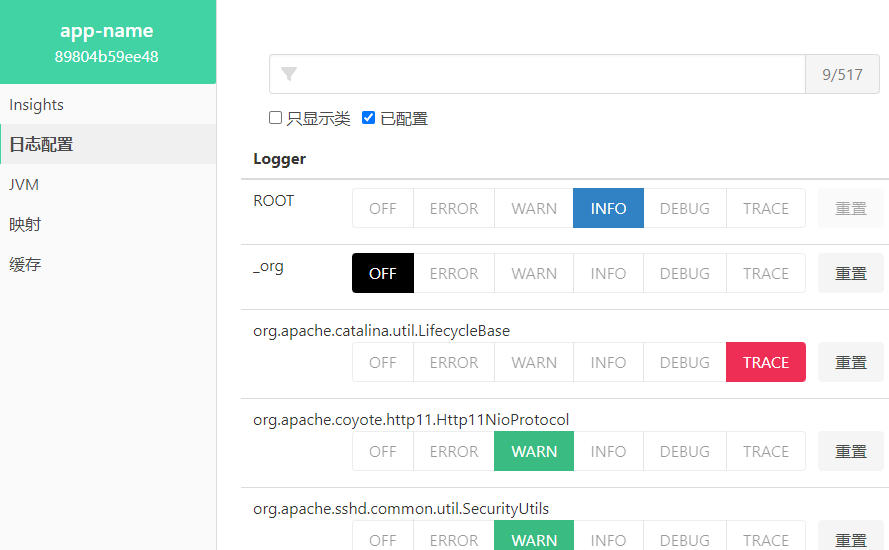 app-name
89804b59ee48
Insights
日志配置
JVM
映射
缓存
9/517
只显示类 已配置
Logger
ROOT OFF ERROR WARN INFO DEBUG TRACE 重置
_org OFF ERROR WARN INFO DEBUG TRACE 重置
org.apache.catalina.util.LifecycleBase
OFF ERROR WARN INFO DEBUG TRACE 重置
org.apache.coyote.http11.Http11NioProtocol
OFF ERROR WARN INFO DEBUG TRACE 重置
org.apache.sshd.common.util.SecurityUtils
OFF ERROR WARN INFO DEBUG TRACE 重置